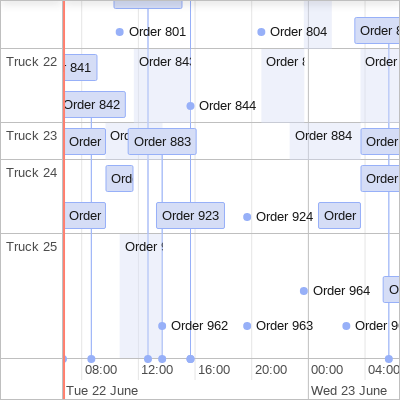 Order 801
Order 804
Order 8
Truck 22
841
Order 843
Order 8
Order
Order 842
Order 844
Truck 23
Order
Order 883
Order 884
Order
Truck 24
Ord
Order
Order
Order 923
Order 924
Order
Truck 25
Order 9
Order 964
O
Order 962
Order 963
Order 9
08:00
12:00
16:00
20:00
00:00
04:00
Tue 22 June
Wed 23 June